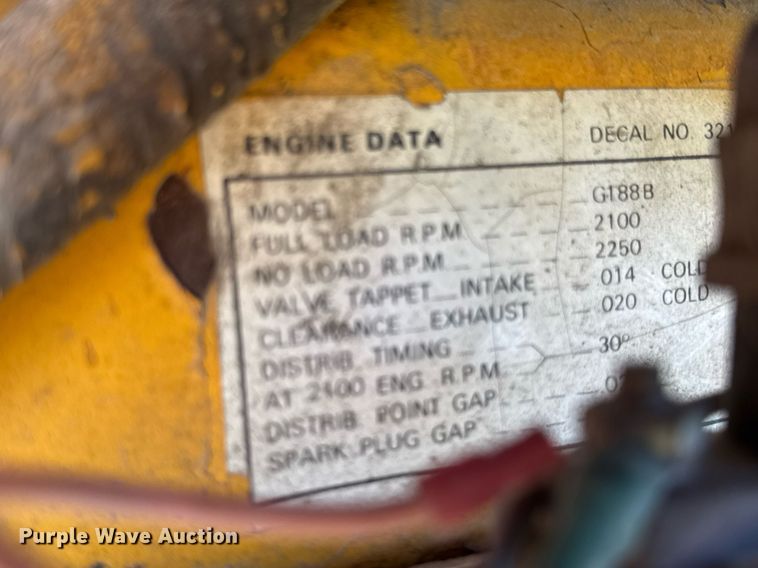 ENGINE DATA DECAL NO. 321
MODEL G188B
FULL LOAD R.P.M. 2100
NO LOAD R.P.M. 2250
VALVE TAPPET INTAKE 014 COLD
CLEARANCE EXHAUST 020 COLD
DISTRIB. TIMING
AT 2100 ENG. R.P.M. 30°
DISTRIB. POINT GAP
SPARK PLUG GAP
Purple Wave Auction